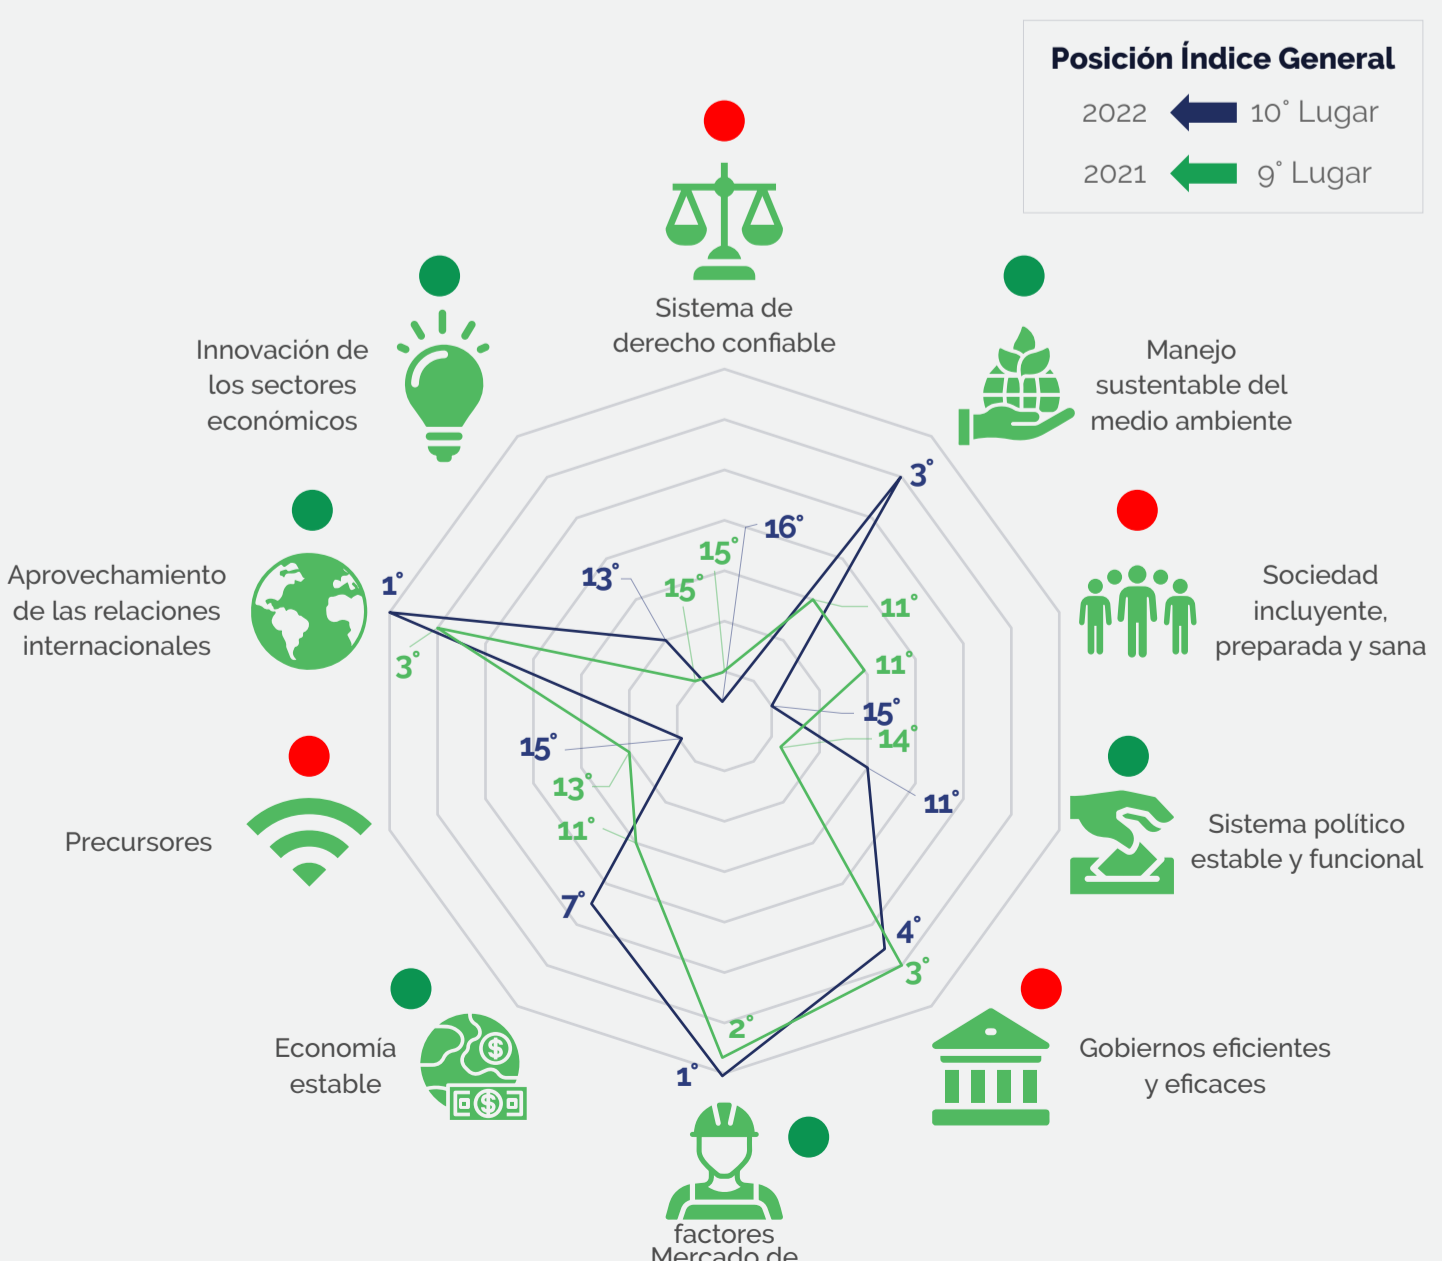 Posición Índice General
2022 10° Lugar
2021 9° Lugar
Sistema de
derecho confiable
Innovación de
los sectores
económicos
Manejo
sustentable del
medio ambiente
3°
16°
15°
13°
15°
Aprovechamiento
de las relaciones
internacionales
1°
3°
11°
11°
Sociedad
incluyente,
preparada y sana
15°
14°
15°
13°
11°
11°
Precursores
Sistema político
estable y funcional
7°
4°
3°
2°
1°
Economía
estable
Gobiernos eficientes
y eficaces
factores
Mercado de